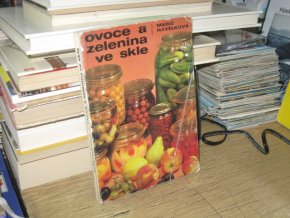 ovoce a
zelenina
ve skle
MARIE
HAVELKOVÁ